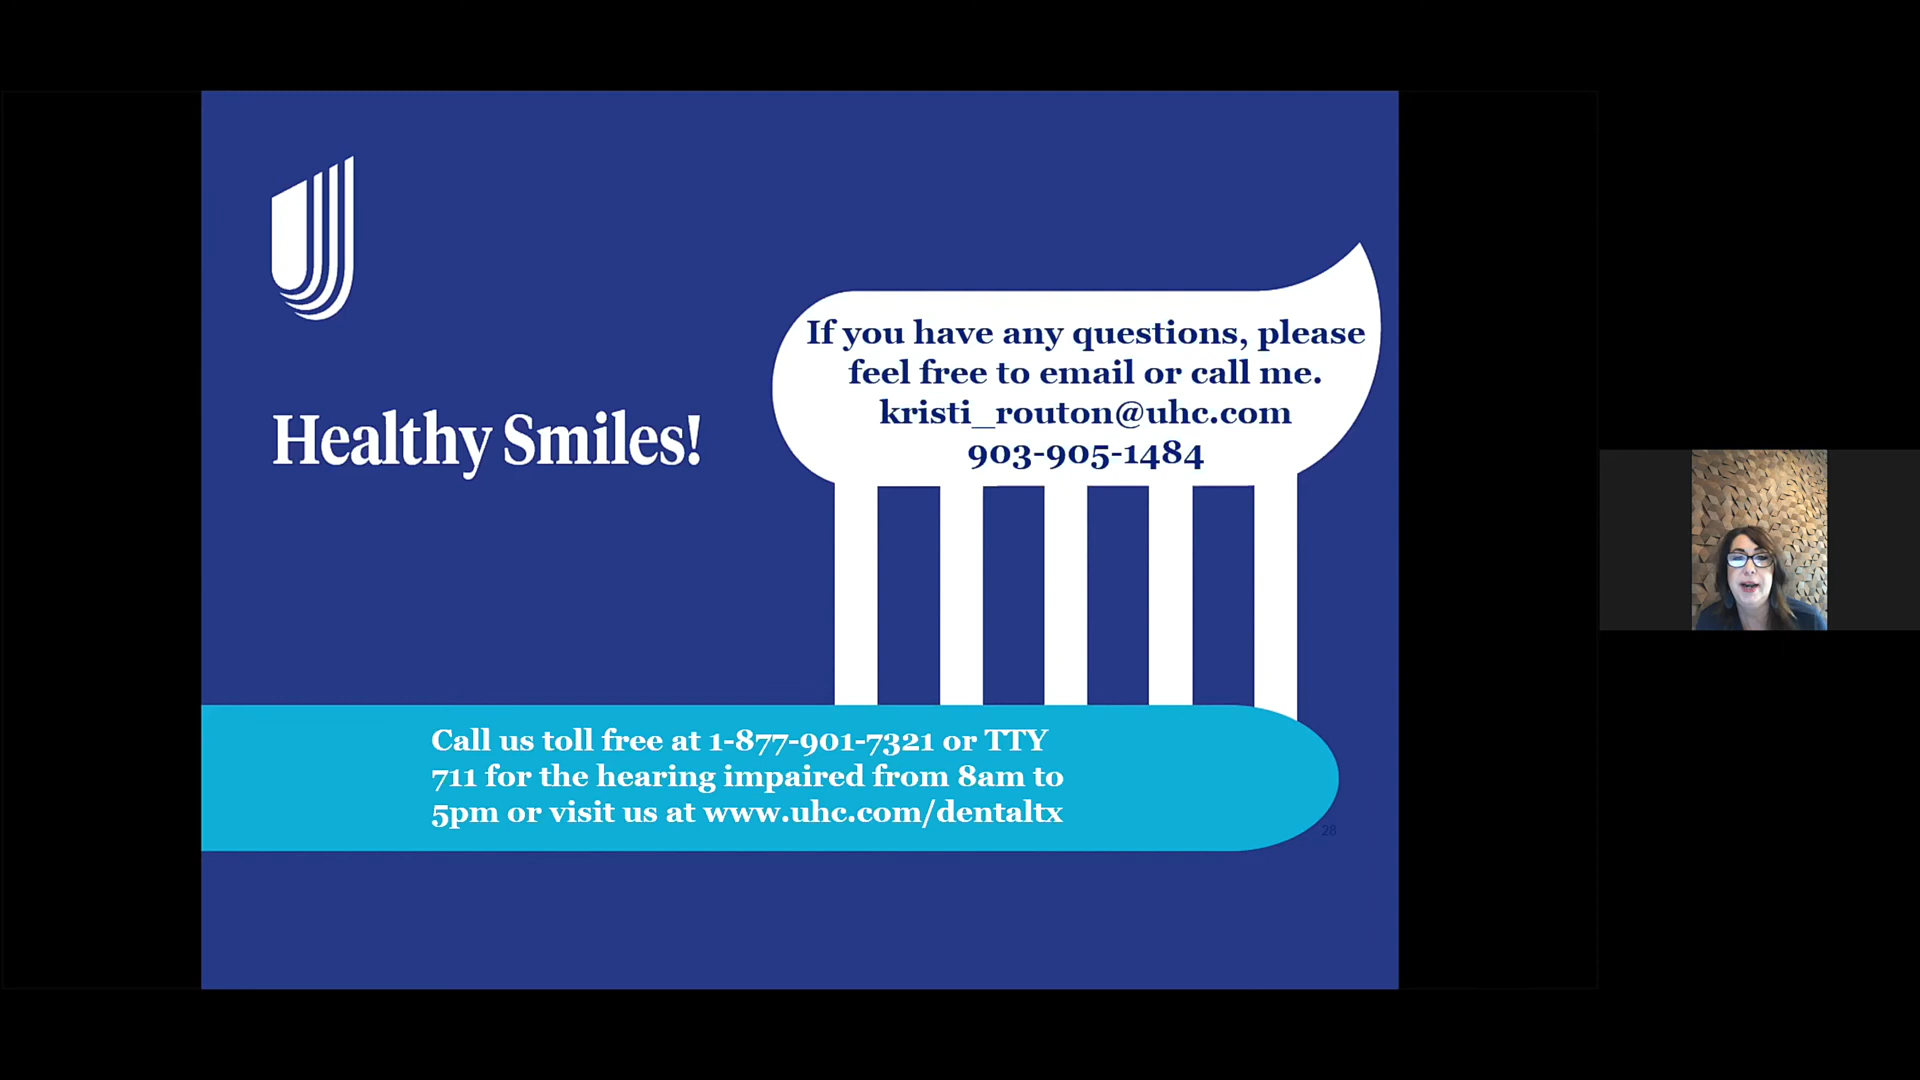 Healthy Smiles!
If you have any questions, please
feel free to email or call me.
kristi_routon@uhc.com
903-905-1484
Call us toll free at 1-877-901-7321 or TTY
711 for the hearing impaired from 8am to
5pm or visit us at www.uhc.com/dentaltx
28